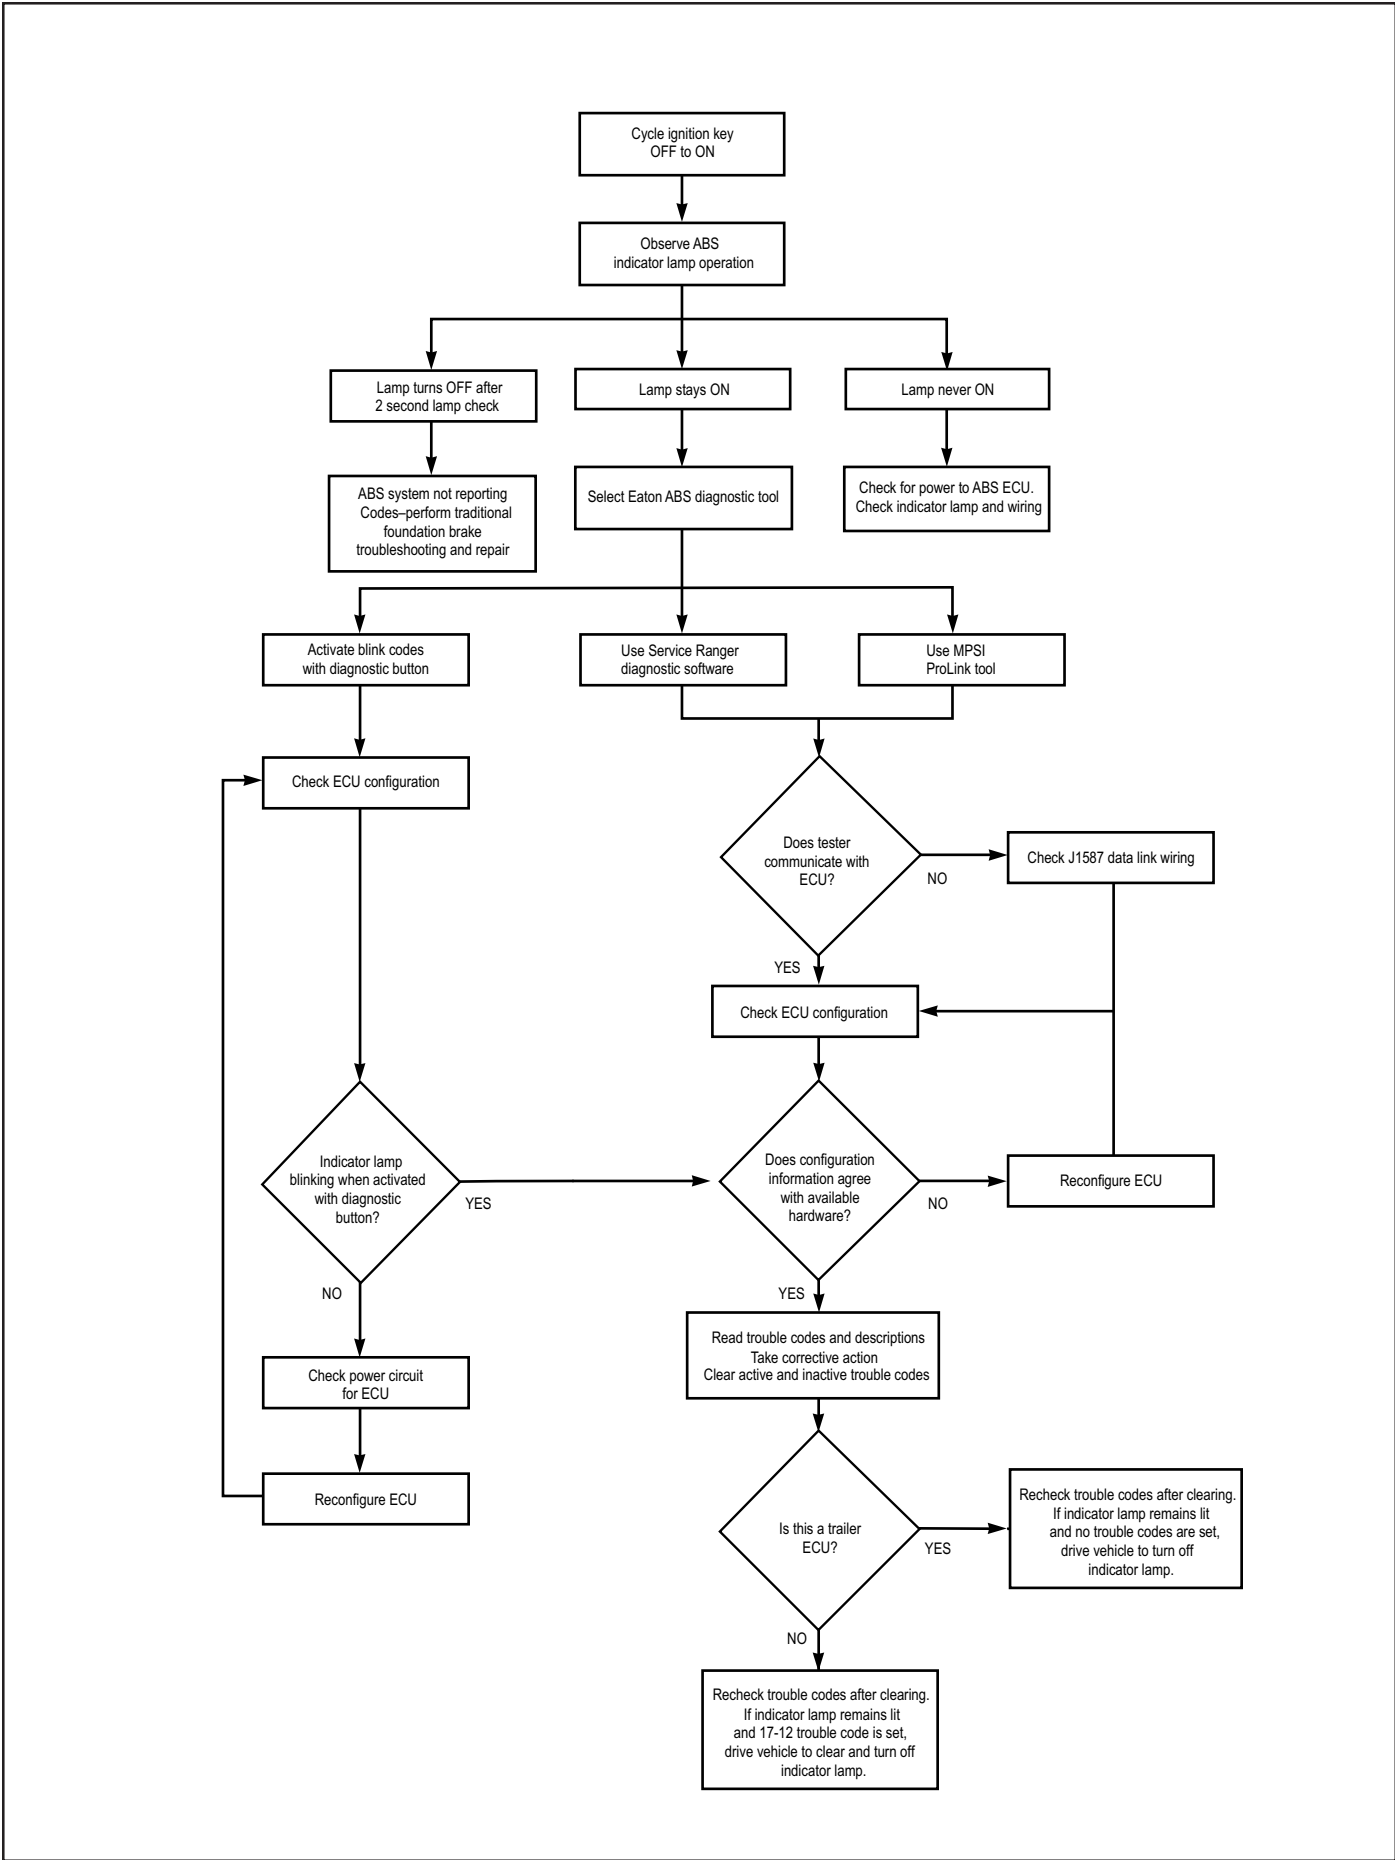 Cycle ignition key
OFF to ON
Observe ABS
indicator lamp operation
Lamp turns OFF after
2 second lamp check
Lamp stays ON
Lamp never ON
ABS system not reporting
Codes–perform traditional
foundation brake
troubleshooting and repair
Select Eaton ABS diagnostic tool
Check for power to ABS ECU.
Check indicator lamp and wiring
Activate blink codes
with diagnostic button
Use Service Ranger
diagnostic software
Use MPSI
ProLink tool
Check ECU configuration
Does tester
communicate with
ECU?
NO
Check J1587 data link wiring
YES
Check ECU configuration
Indicator lamp
blinking when activated
with diagnostic
button?
YES
Does configuration
information agree
with available
hardware?
NO
Reconfigure ECU
NO
YES
Check power circuit
for ECU
Read trouble codes and descriptions
Take corrective action
Clear active and inactive trouble codes
Reconfigure ECU
Is this a trailer
ECU?
YES
Recheck trouble codes after clearing.
If indicator lamp remains lit
and no trouble codes are set,
drive vehicle to turn off
indicator lamp.
NO
Recheck trouble codes after clearing.
If indicator lamp remains lit
and 17-12 trouble code is set,
drive vehicle to clear and turn off
indicator lamp.